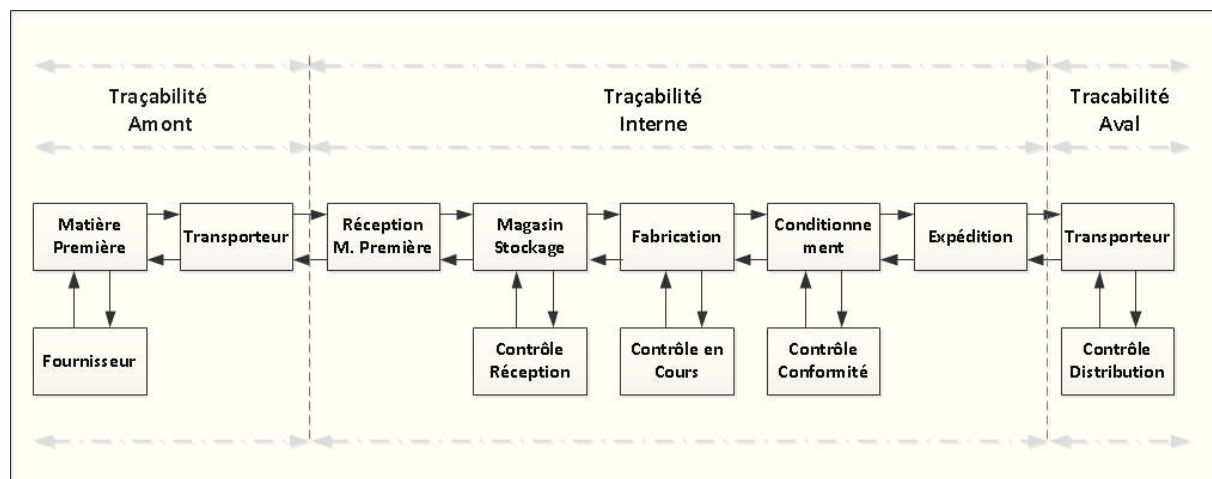 Traçabilité
Amont
Traçabilité
Interne
Tracabilité
Aval
Matière
Première
Transporteur
Réception
M. Première
Magasin
Stockage
Fabrication
Conditionne
ment
Expédition
Transporteur
Fournisseur
Contrôle
Réception
Contrôle en
Cours
Contrôle
Conformité
Contrôle
Distribution